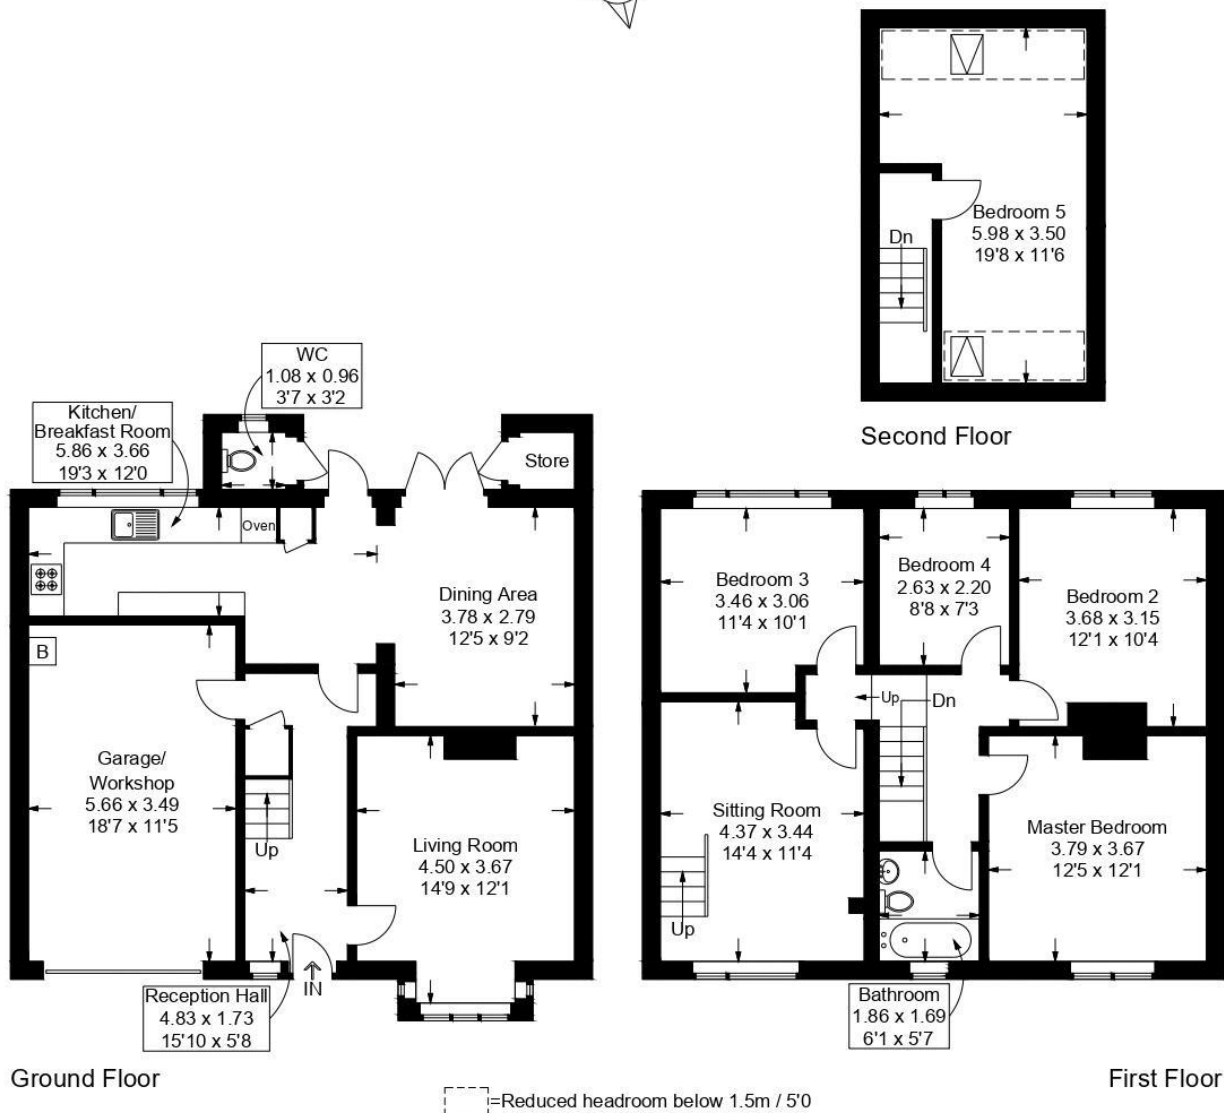 Bedroom 5
5.98 x 3.50
19'8 x 11'6
Dn
Second Floor
WC
1.08 x 0.96
3'7 x 3'2
Kitchen/
Breakfast Room
5.86 x 3.66
19'3 x 12'0
Store
Oven
Dining Area
3.78 x 2.79
12'5 x 9'2
B
Garage/
Workshop
5.66 x 3.49
18'7 x 11'5
Up
Living Room
4.50 x 3.67
14'9 x 12'1
IN
Reception Hall
4.83 x 1.73
15'10 x 5'8
Ground Floor
Bedroom 3
3.46 x 3.06
11'4 x 10'1
Bedroom 4
2.63 x 2.20
8'8 x 7'3
Bedroom 2
3.68 x 3.15
12'1 x 10'4
Up
Dn
Sitting Room
4.37 x 3.44
14'4 x 11'4
Up
Master Bedroom
3.79 x 3.67
12'5 x 12'1
Bathroom
1.86 x 1.69
6'1 x 5'7
First Floor
=Reduced headroom below 1.5m / 5'0